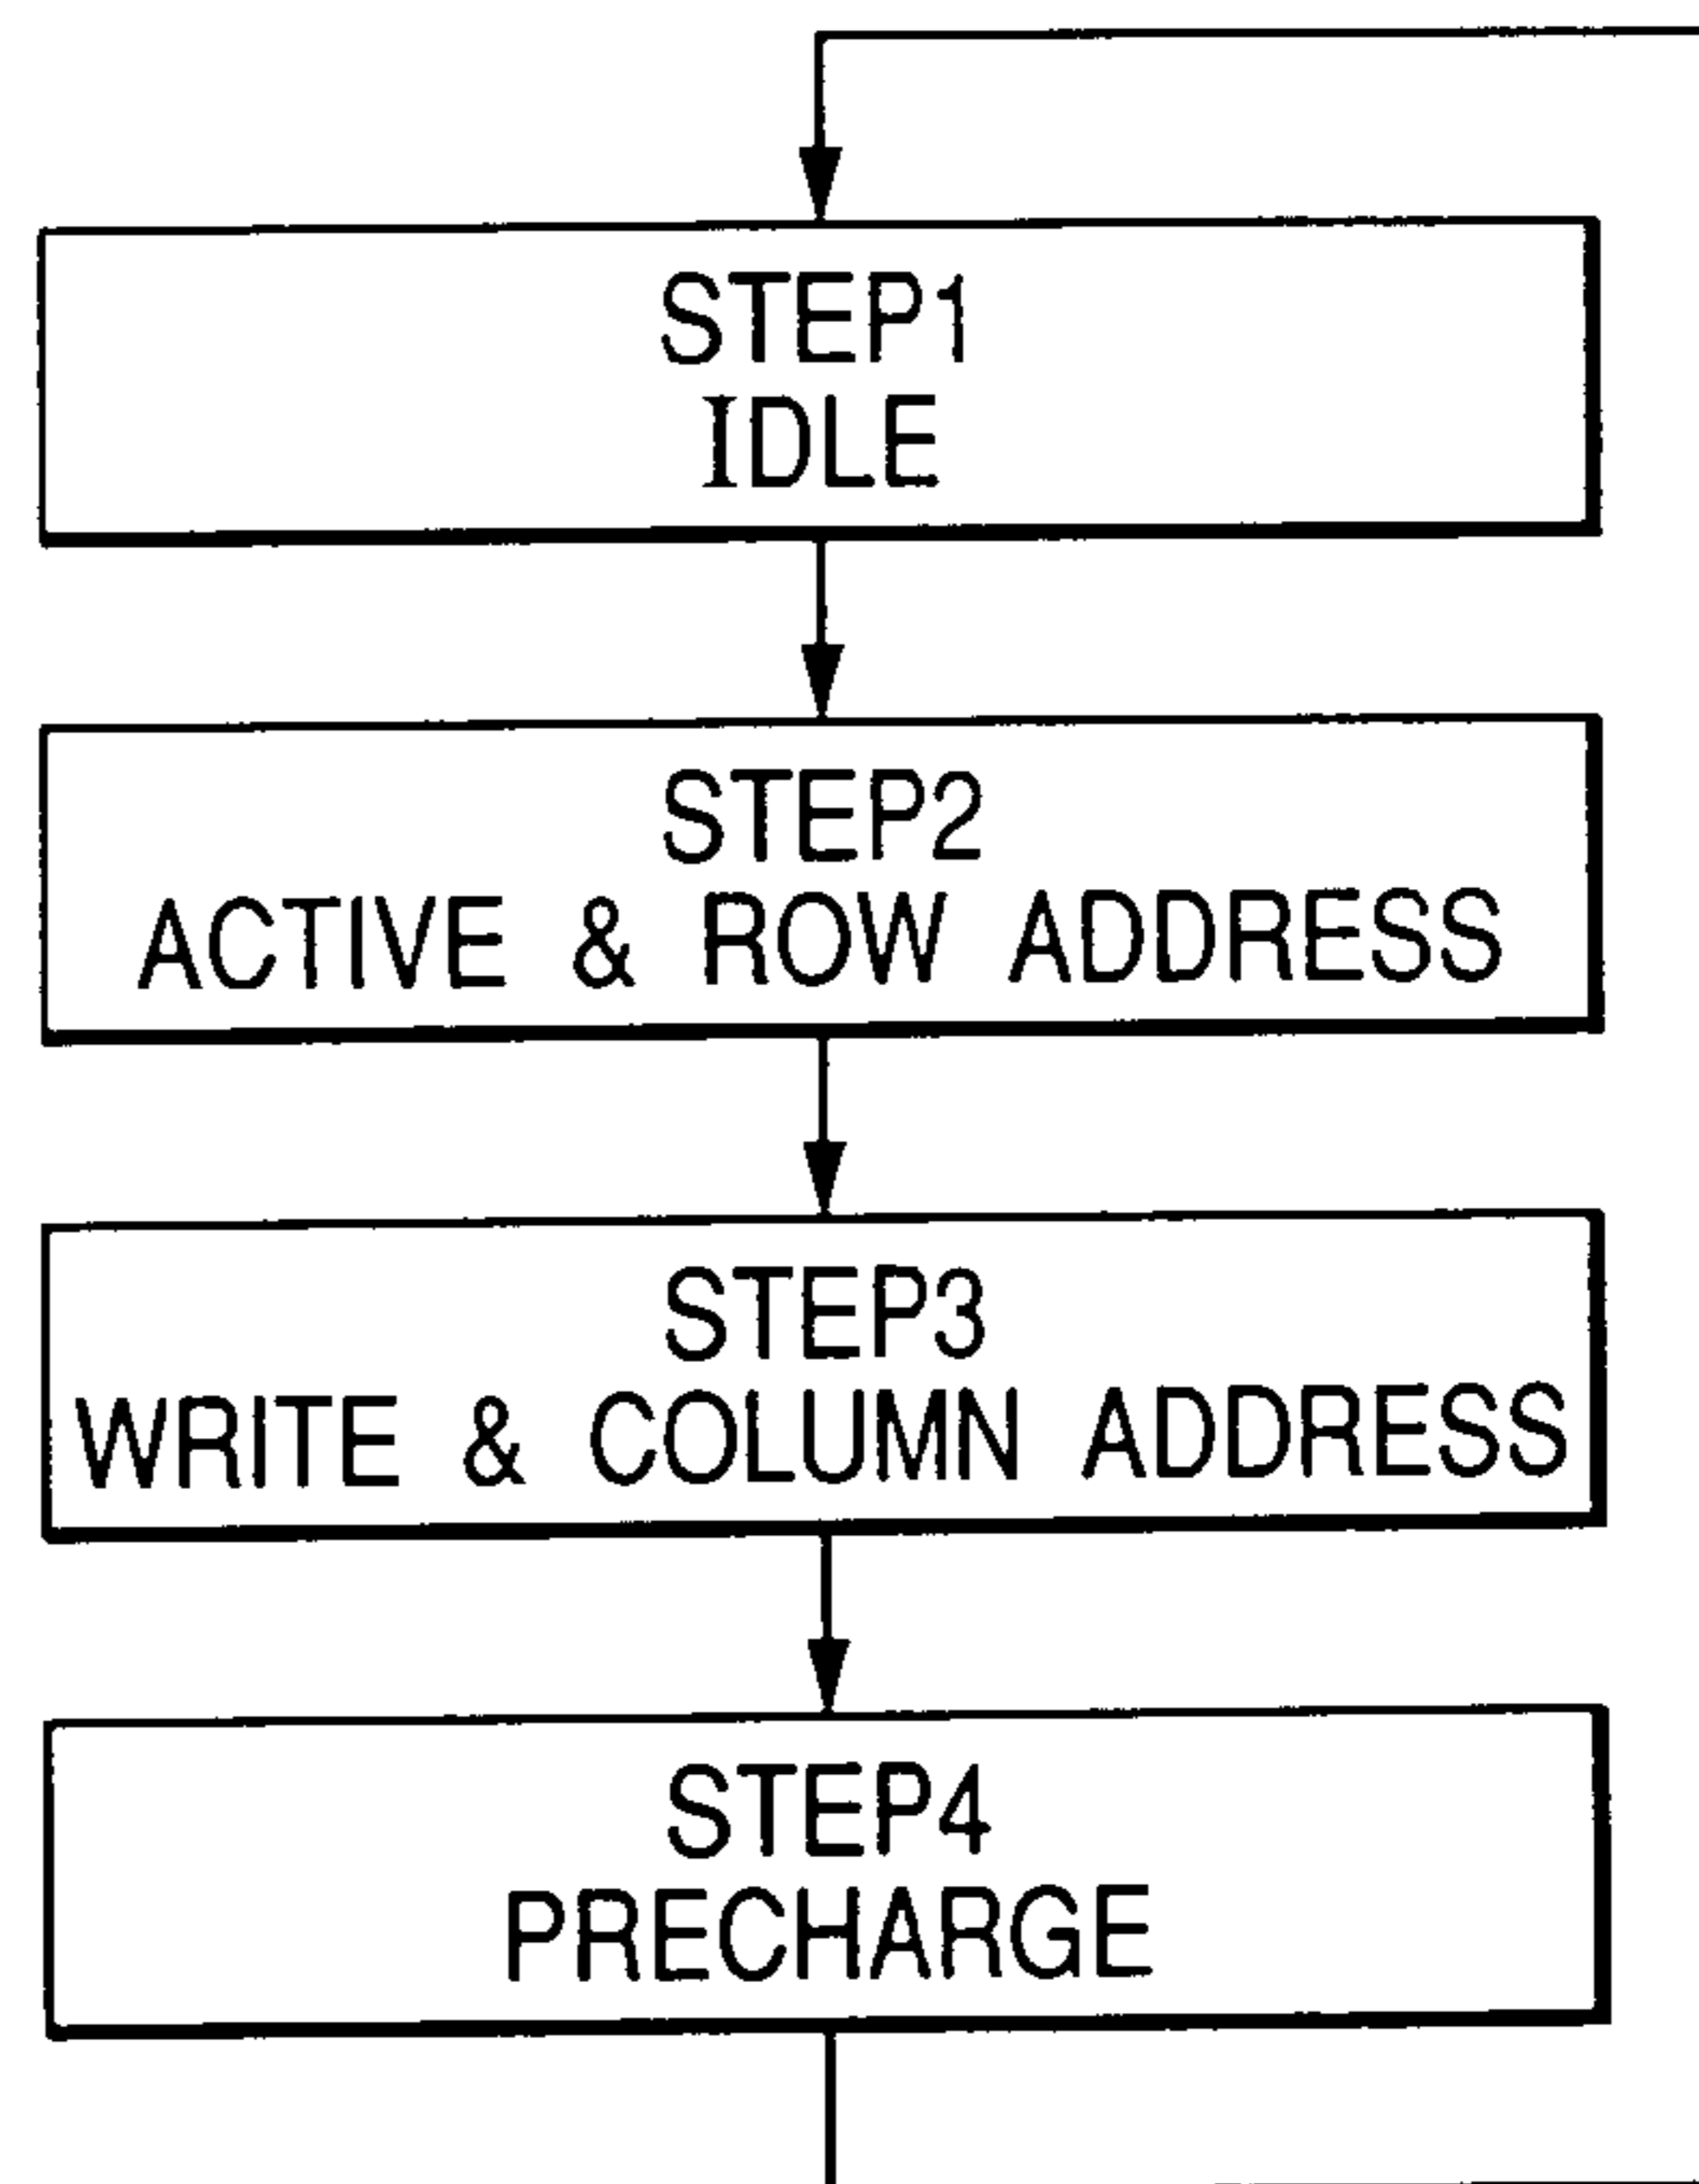 STEP1
IDLE
STEP2
ACTIVE & ROW ADDRESS
STEP3
WRITE & COLUMN ADDRESS
STEP4
PRECHARGE